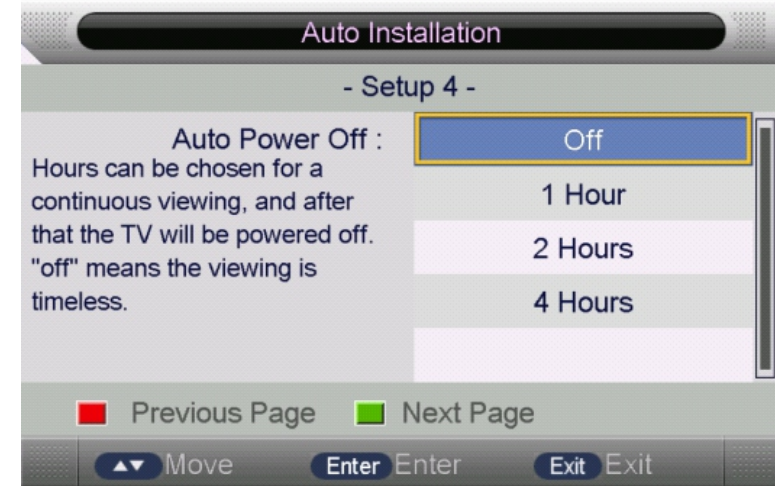 Auto Installation
- Setup 4 -
Auto Power Off :
Hours can be chosen for a
continuous viewing, and after
that the TV will be powered off.
"off" means the viewing is
timeless.
Off
1 Hour
2 Hours
4 Hours
Previous Page Next Page
Move Enter Enter Exit Exit